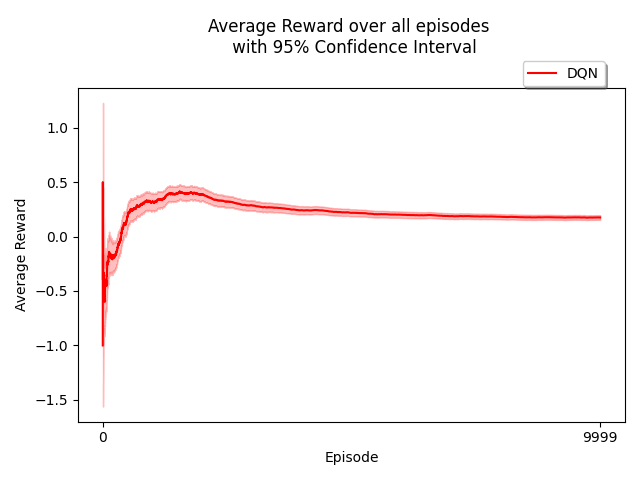 Average Reward over all episodes
with 95% Confidence Interval
DQN
1.0
0.5
0.0
−0.5
−1.0
−1.5
Average Reward
0
9999
Episode